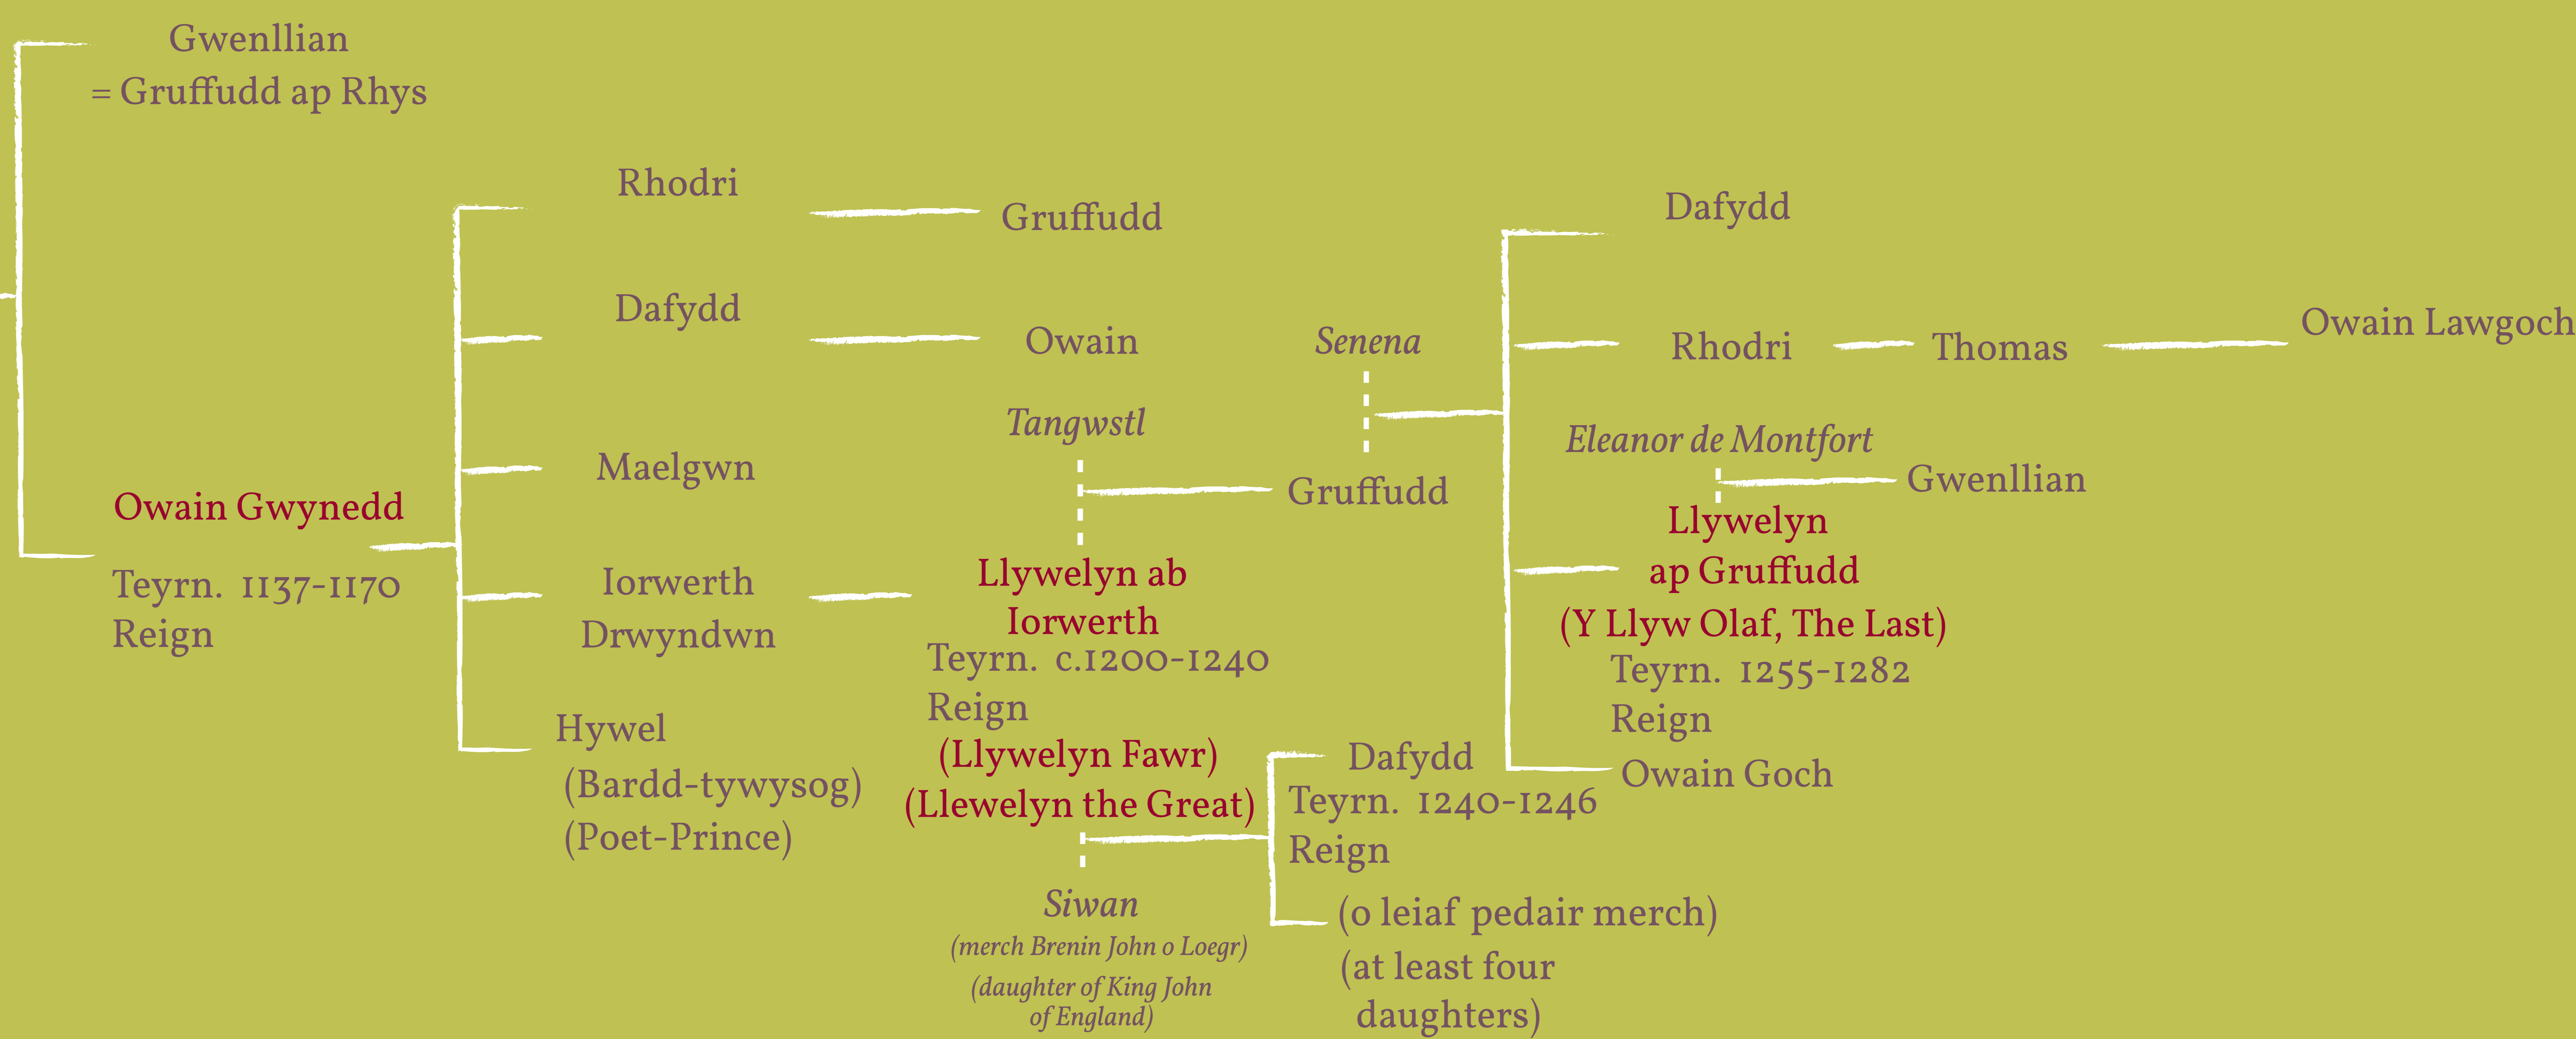 Gwenllian
= Gruffudd ap Rhys
Owain Gwynedd
Teyrn. 1137-1170
Reign
Rhodri
Dafydd
Maelgwn
Iorwerth
Drwyndwn
Hywel
(Bardd-tywysog)
(Poet-Prince)
Gruffudd
Owain
Tangwstl
Llywelyn ab
Iorwerth
Teyrn. c.1200-1240
Reign
(Llywelyn Fawr)
(Llewelyn the Great)
Siwan
(merch Brenin John o Loegr)
(daughter of King John
of England)
Senena
Gruffudd
Dafydd
Teyrn. 1240-1246
Reign
(o leiaf pedair merch)
(at least four
daughters)
Dafydd
Rhodri
Thomas
Owain Lawgoch
Eleanor de Montfort
Gwenllian
Llywelyn
ap Gruffudd
(Y Llyw Olaf, The Last)
Teyrn. 1255-1282
Reign
Owain Goch